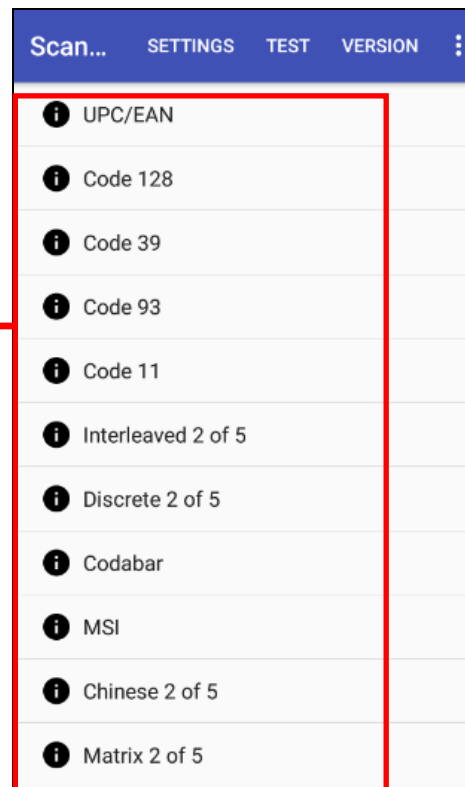 Scan... SETTINGS TEST VERSION
UPC/EAN
Code 128
Code 39
Code 93
Code 11
Interleaved 2 of 5
Discrete 2 of 5
Codabar
MSI
Chinese 2 of 5
Matrix 2 of 5